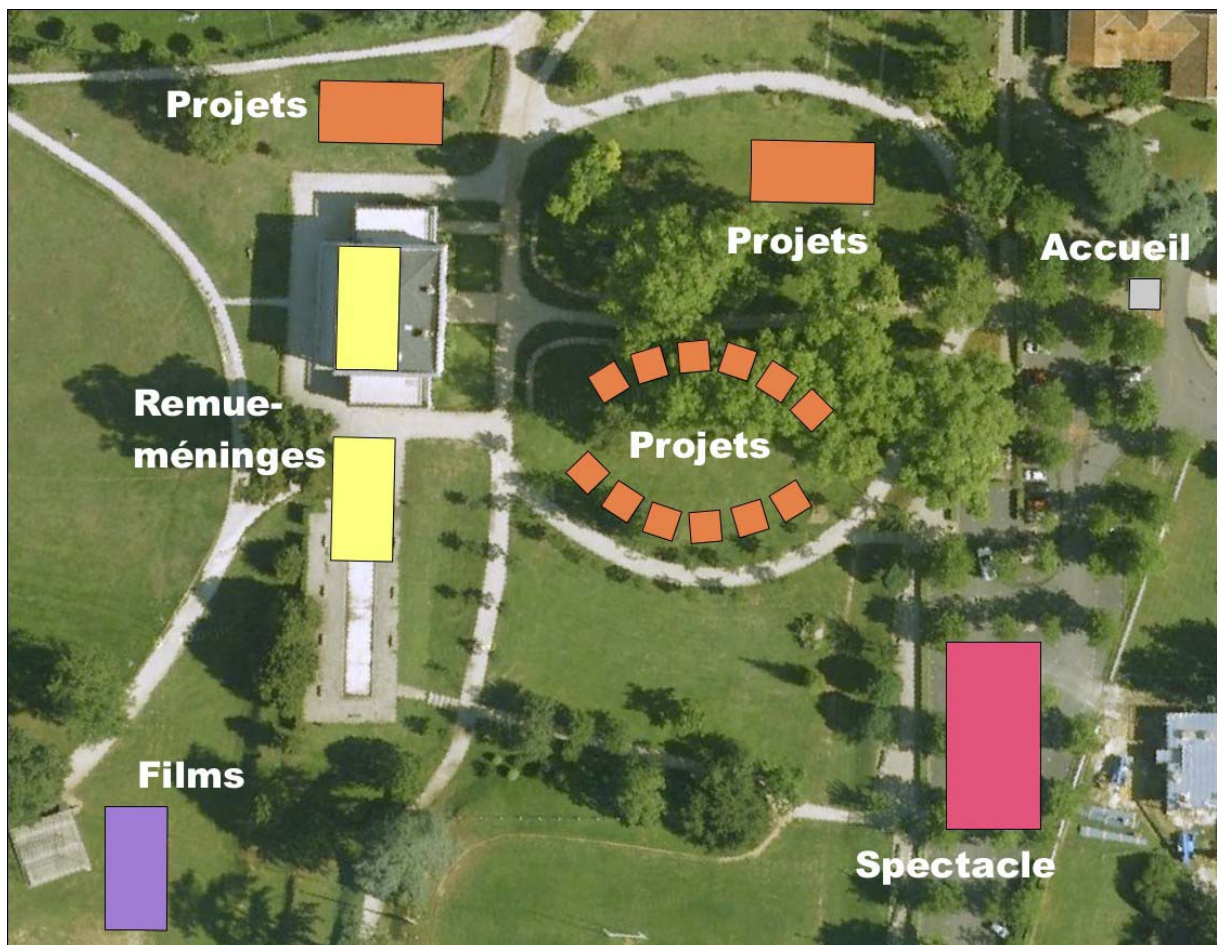 Projets
Projets
Accueil
Remue-
méninges
Projets
Films
Spectacle